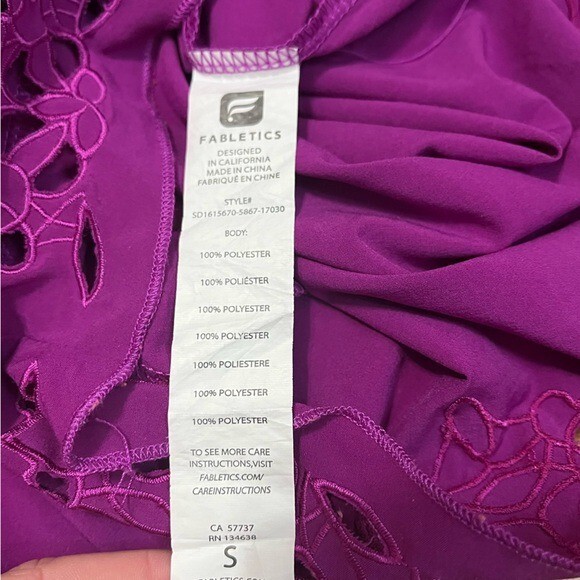 FABLETICS
DESIGNED
IN CALIFORNIA
MADE IN CHINA
FABRIQUÉ EN CHINE
STYLE#
SD1615670-5867-17030
BODY:
100% POLYESTER
100% POLIÉSTER
100% POLYESTER
100% POLYESTER
100% POLIESTERE
100% POLYESTER
100% POLYESTER
TO SEE MORE CARE
INSTRUCTIONS,VISIT
FABLETICS.COM/
CAREINSTRUCTIONS
CA 57737
RN 134638
S